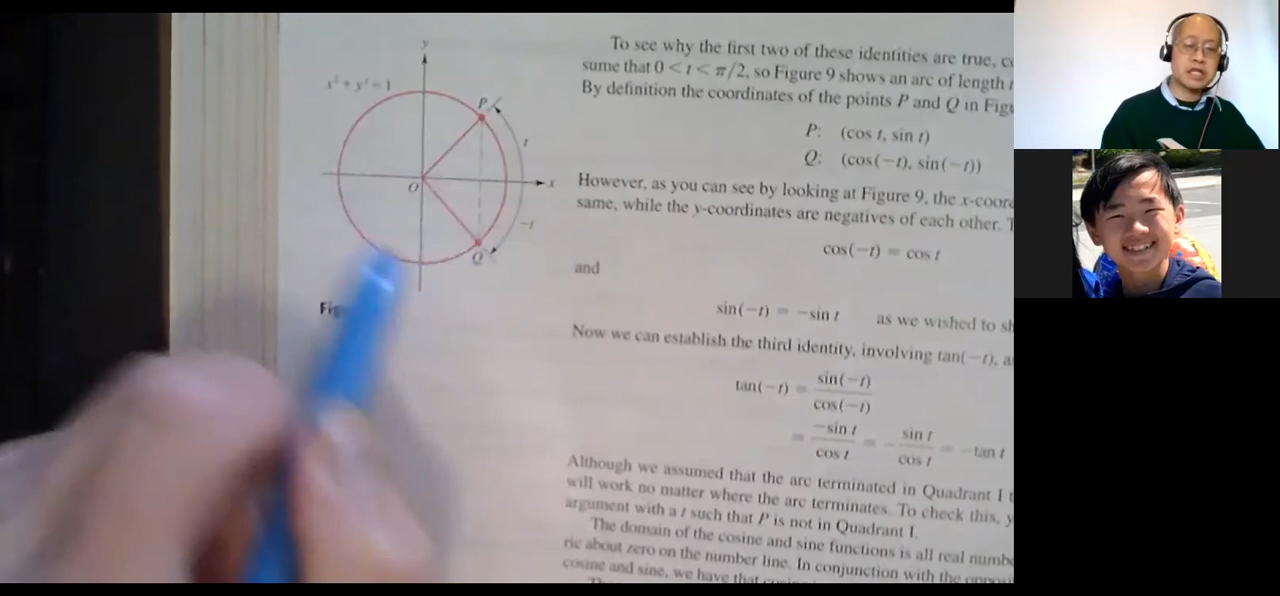 y
x² + y² = 1
P
t
O
x
−t
Q
To see why the first two of these identities are true,
sume that 0 < t < π/2, so Figure 9 shows an arc of length
By definition the coordinates of the points P and Q in
P: (cos t, sin t)
Q: (cos(−t), sin(−t))
However, as you can see by looking at Figure 9, the
same, while the y-coordinates are negatives of each other.
cos(−t) = cos t
and
sin(−t) = −sin t as we wished to
Now we can establish the third identity, involving tan(−t),
tan(−t) = sin(−t)
cos(−t)
= −sin t = − sin t = −tan t
cos t cos t
Although we assumed that the arc terminated in Quadrant I
will work no matter where the arc terminates. To check this,
argument with a t such that P is not in Quadrant I.
The domain of the cosine and sine functions is all real
ric about zero on the number line. In conjunction with the
cosine and sine, we have that